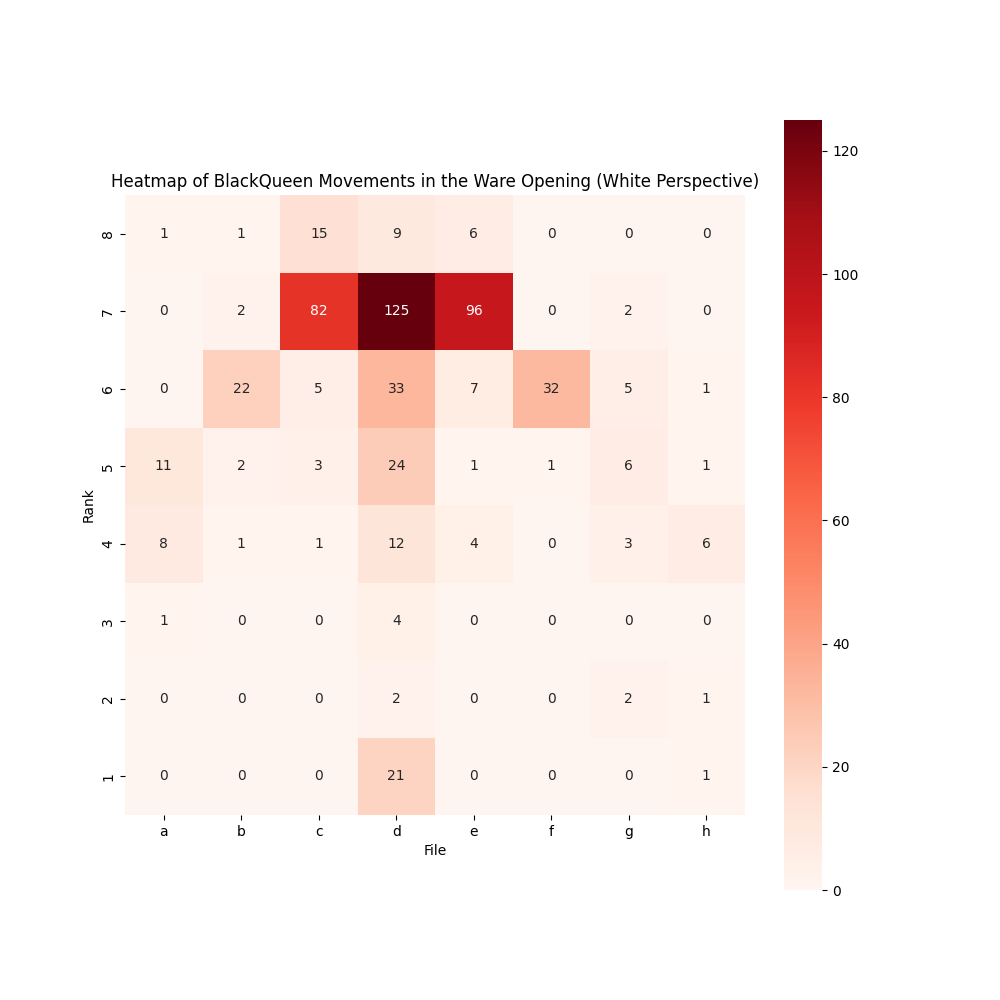 Heatmap of BlackQueen Movements in the Ware Opening (White Perspective)
8 1 1 15 9 6 0 0 0
7 0 2 82 125 96 0 2 0
6 0 22 5 33 7 32 5 1
5 11 2 3 24 1 1 6 1
4 8 1 1 12 4 0 3 6
3 1 0 0 4 0 0 0 0
2 0 0 0 2 0 0 2 1
1 0 0 0 21 0 0 0 1
Rank
a b c d e f g h
File
120
100
80
60
40
20
0